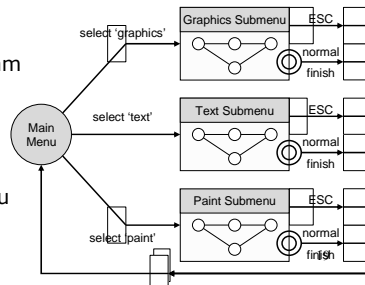 Graphics Submenu
ESC
select 'graphics'
normal
finish
m
Text Submenu
ESC
select 'text'
normal
finish
Main
Menu
Paint Submenu
ESC
u
normal
select 'paint'
finish